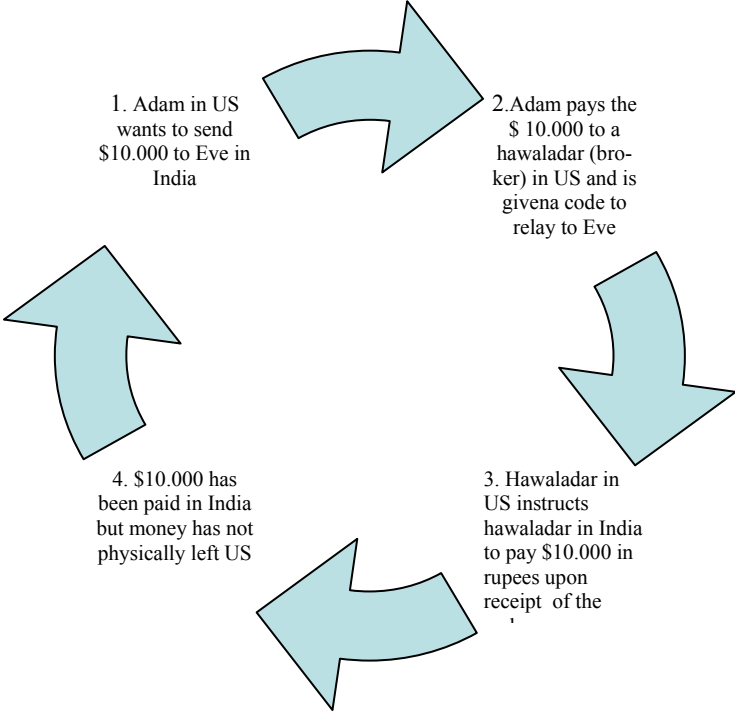 1. Adam in US
wants to send
$10.000 to Eve in
India
2.Adam pays the
$ 10.000 to a
hawaladar (bro-
ker) in US and is
givena code to
relay to Eve
3. Hawaladar in
US instructs
hawaladar in India
to pay $10.000 in
rupees upon
receipt of the
4. $10.000 has
been paid in India
but money has not
physically left US